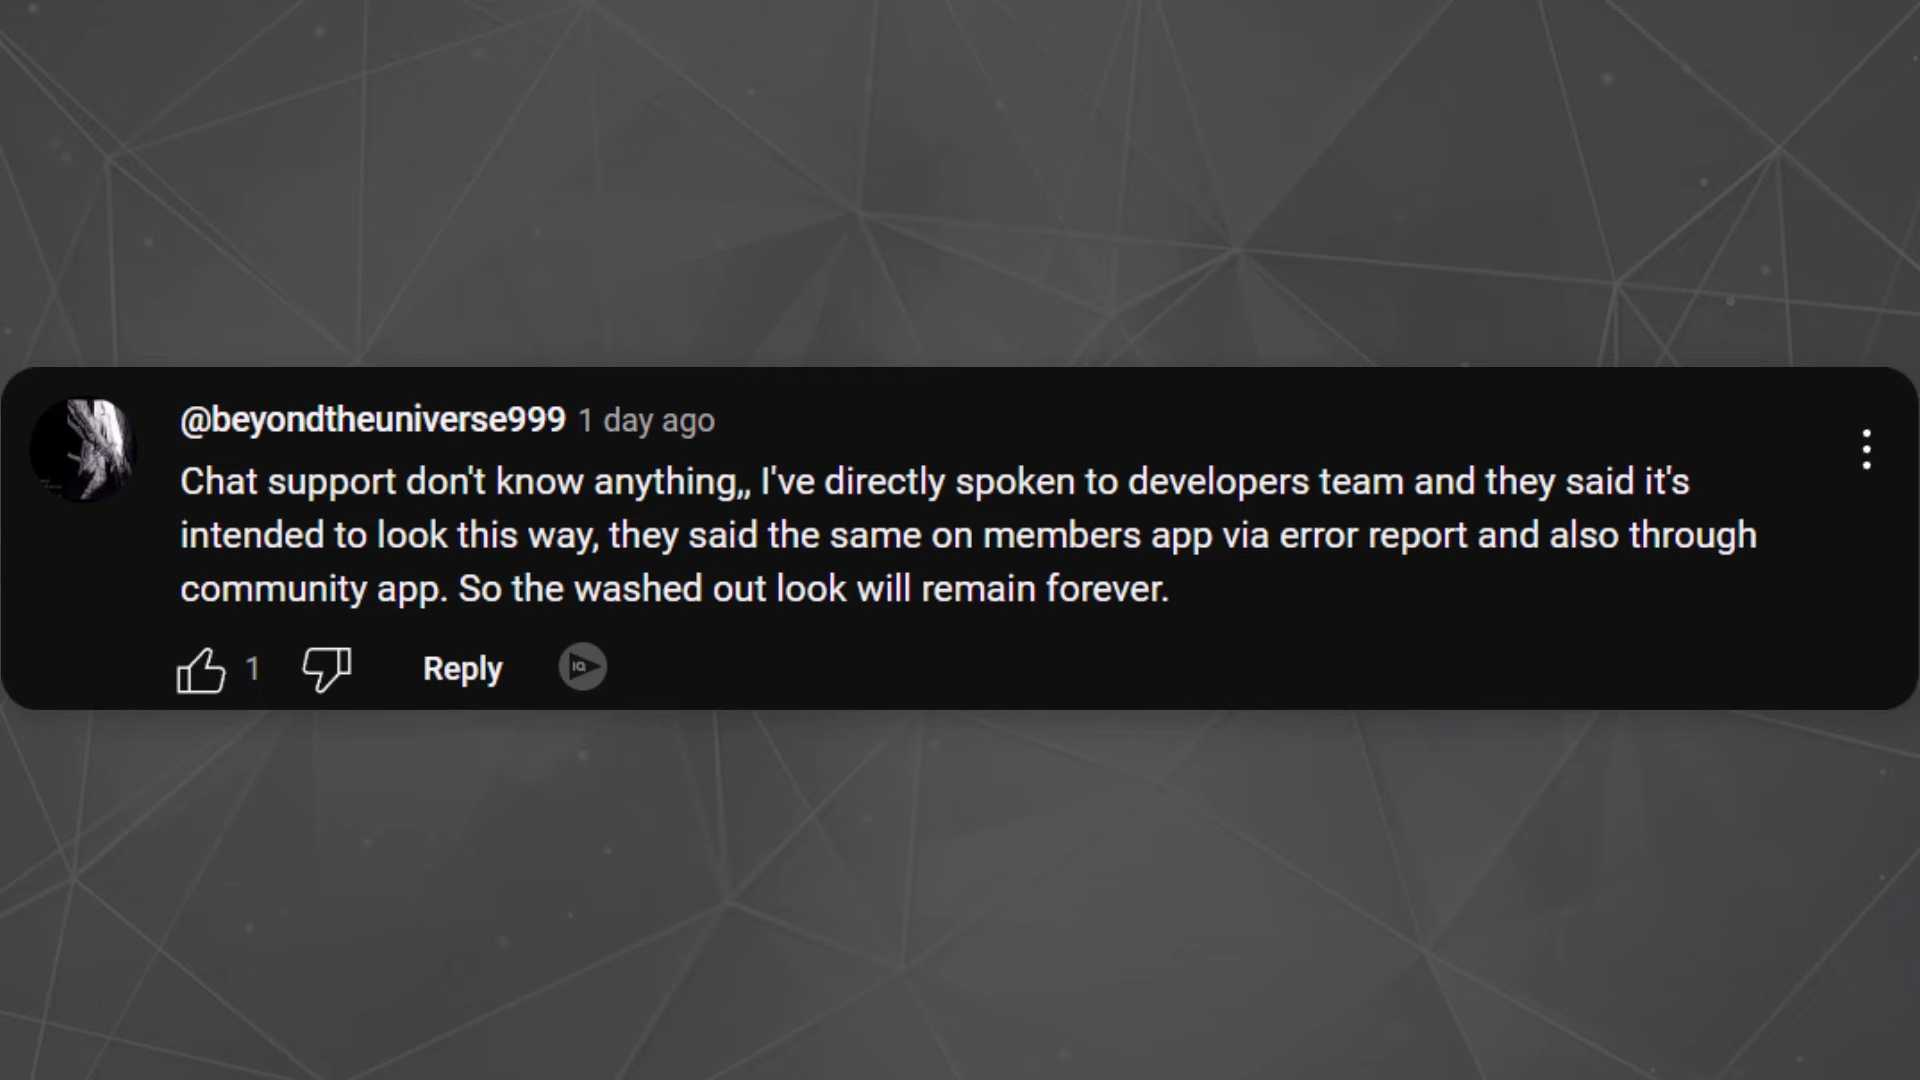 @beyondtheuniverse999 1 day ago
Chat support don't know anything,, I've directly spoken to developers team and they said it's
intended to look this way, they said the same on members app via error report and also through
community app. So the washed out look will remain forever.
1 Reply IQ